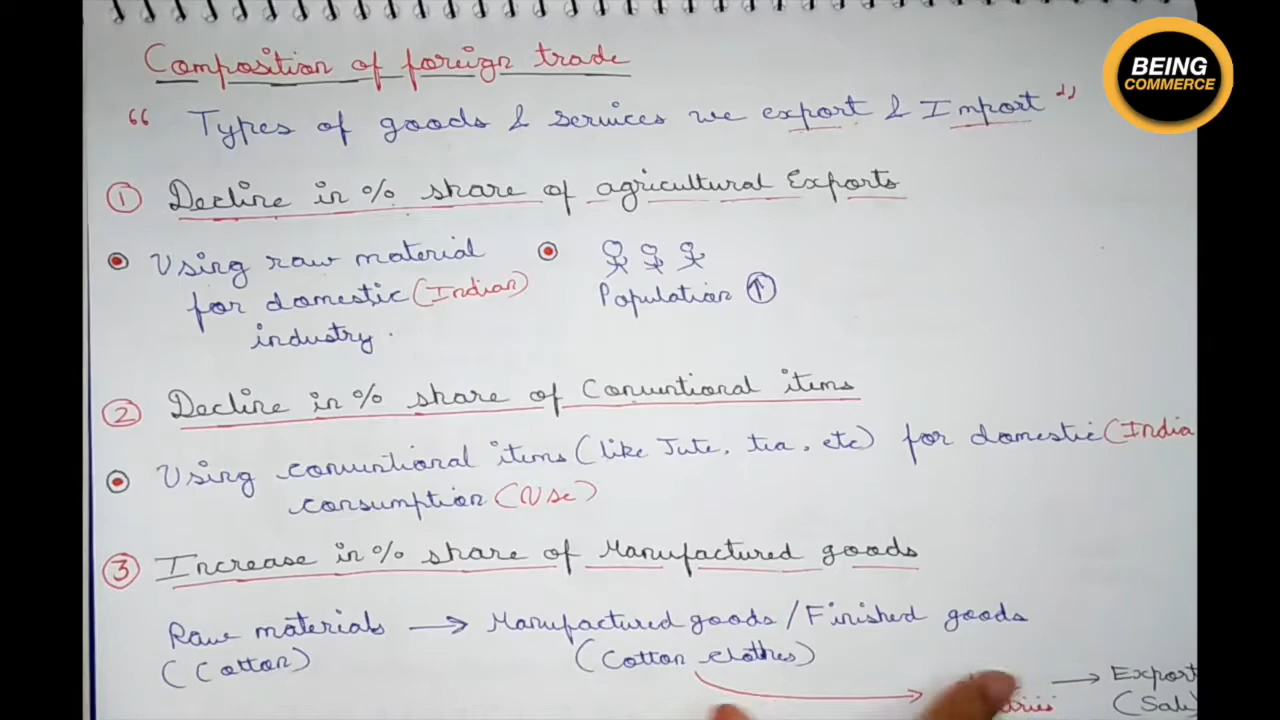 BEING
COMMERCE
Composition of foreign trade
“ Types of goods & services we export & Import ”
① Decline in % share of agricultural Exports
Using raw material
for domestic (Indian)
industry.
Population ↑
② Decline in % share of Conventional items
Using conventional items (like Jute, tea, etc) for domestic (India
consumption (Use)
③ Increase in % share of Manufactured goods
Raw materials → Manufactured goods / Finished goods
(Cotton)
(Cotton clothes)
→ Export
(Sale